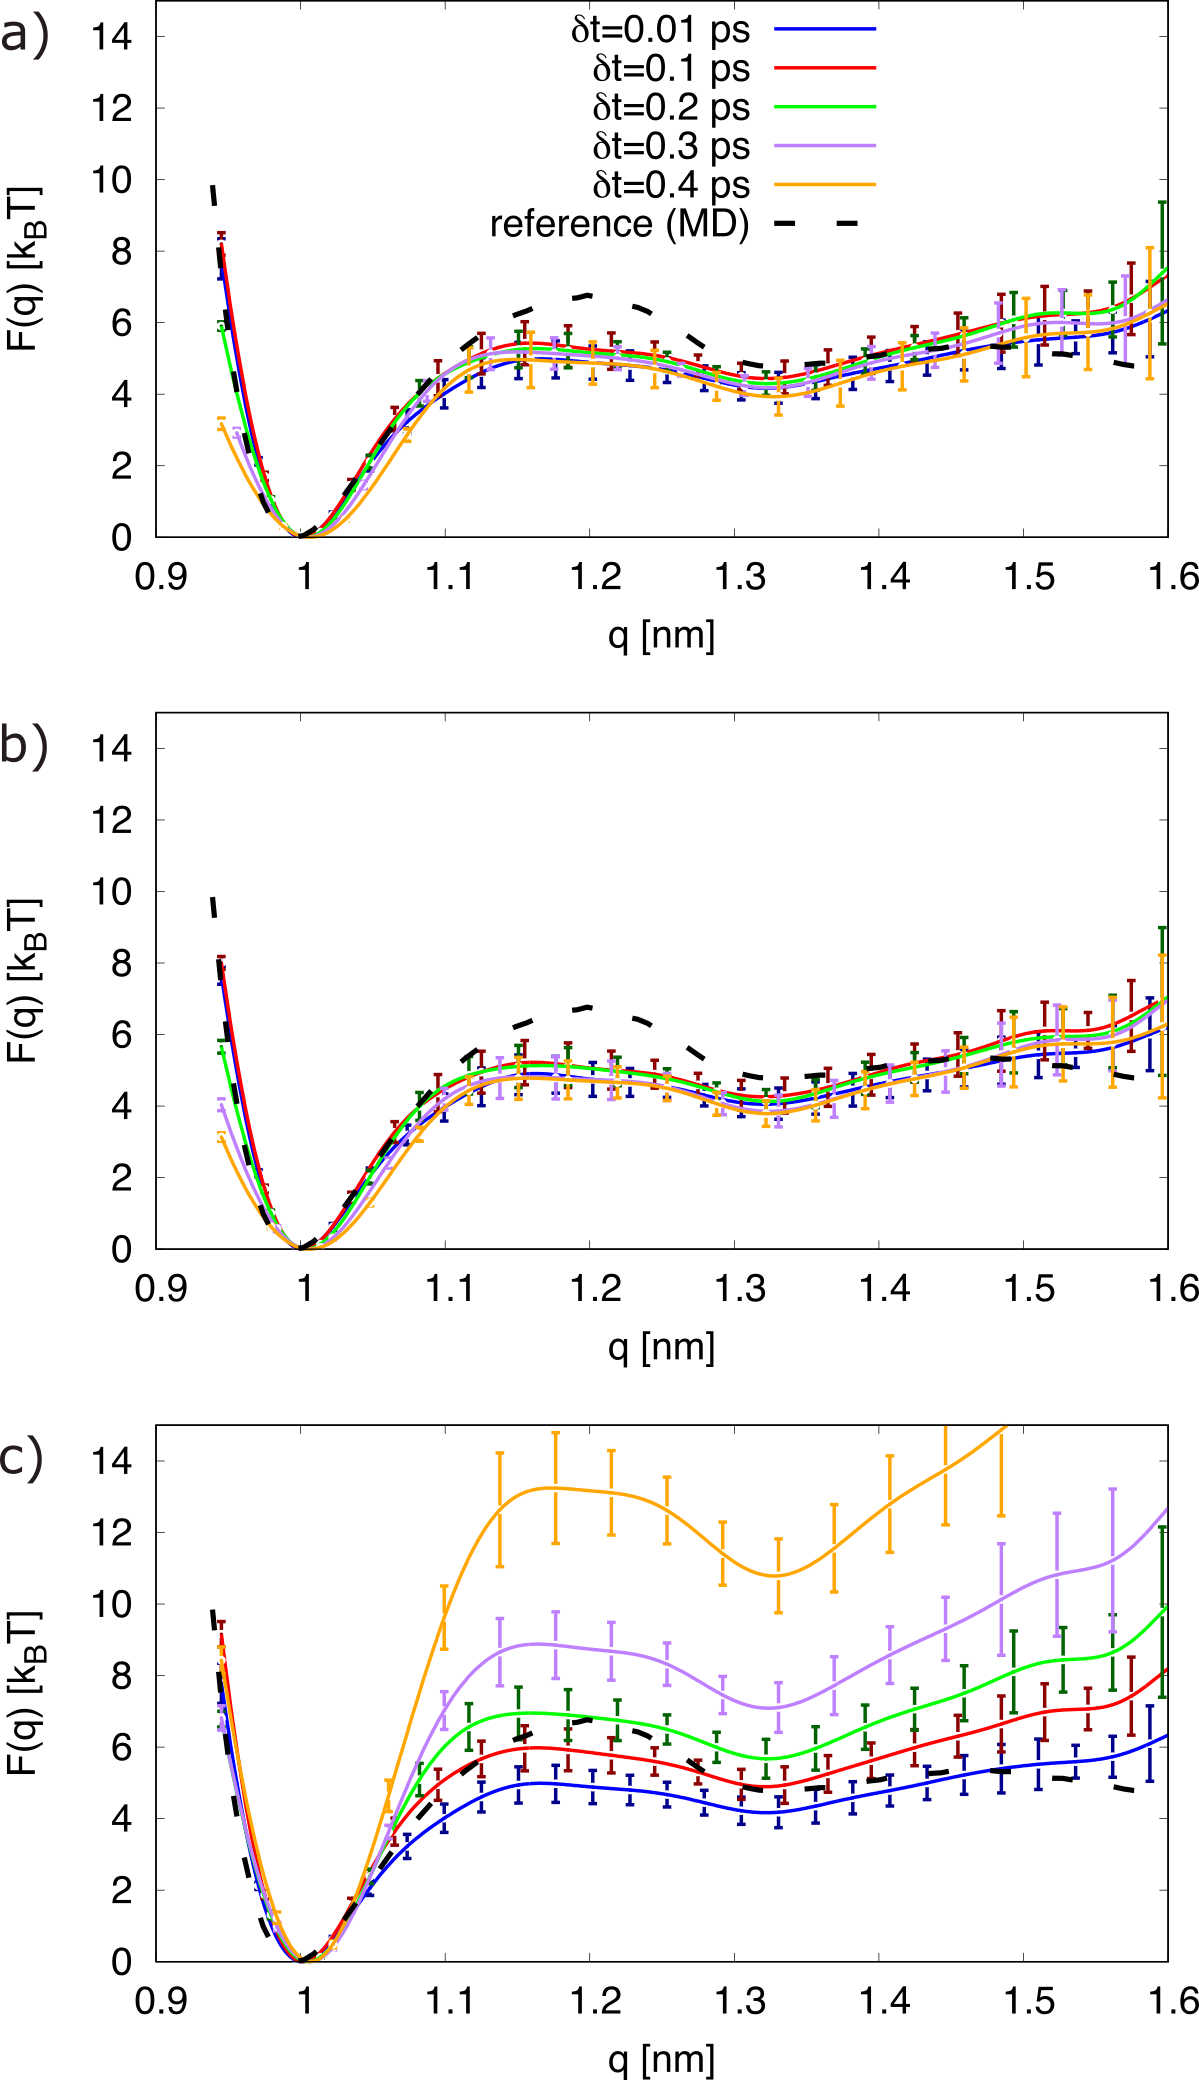 a)
δt=0.01 ps
δt=0.1 ps
δt=0.2 ps
δt=0.3 ps
δt=0.4 ps
reference (MD)
F(q) [kBT]
14
12
10
8
6
4
2
0
0.9 1 1.1 1.2 1.3 1.4 1.5 1.6
q [nm]
b)
F(q) [kBT]
14
12
10
8
6
4
2
0
0.9 1 1.1 1.2 1.3 1.4 1.5 1.6
q [nm]
c)
F(q) [kBT]
14
12
10
8
6
4
2
0
0.9 1 1.1 1.2 1.3 1.4 1.5 1.6
q [nm]